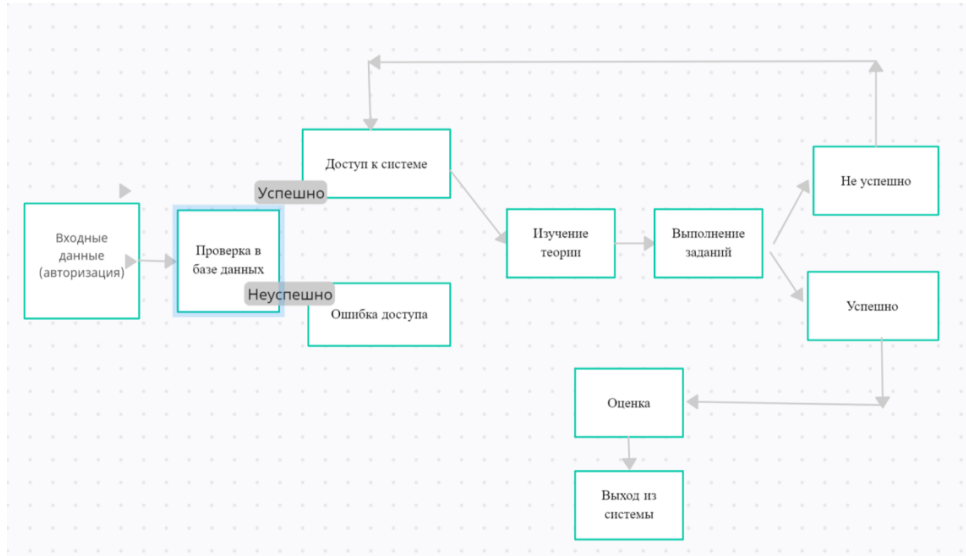 Доступ к системе
Успешно
Входные
данные
(авторизация)
Проверка в
базе данных
Неуспешно
Ошибка доступа
Изучение
теории
Выполнение
заданий
Не успешно
Успешно
Оценка
Выход из
системы